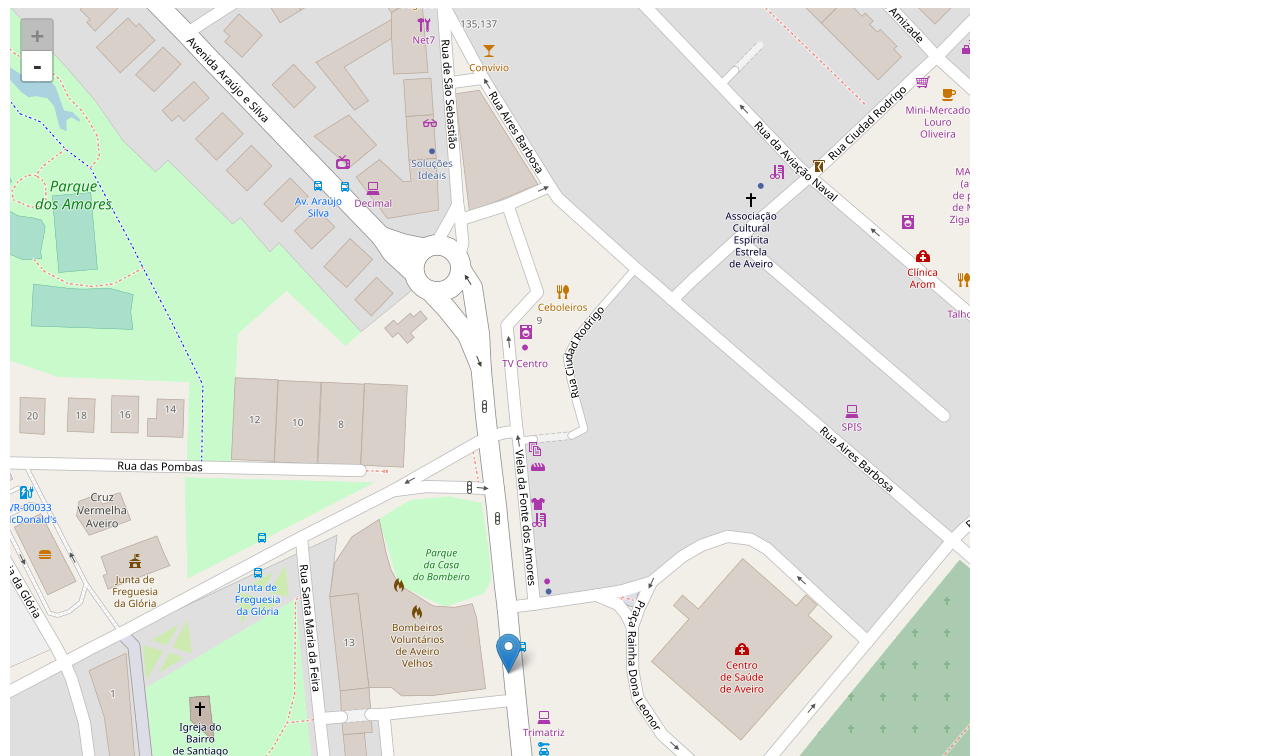 +
-
135,137
Net7
Convívio
Amizade
Avenida Araújo e Silva
Rua de São Sebastião
Rua Aires Barbosa
Mini-Mercado
Louro
Oliveira
Rua Ciudad Rodrigo
Rua da Aviação Naval
Soluções
Ideais
Parque
dos Amores
Av. Araújo
Silva
Decimal
Associação
Cultural
Espírita
Estrela
de Aveiro
Clínica
Arom
Ceboleiros
9
Rua Ciudad Rodrigo
TV Centro
20
18
16
14
12
10
8
SPIS
Rua Aires Barbosa
Rua das Pombas
Viela da Fonte dos Amores
VR-00033
Cruz
Vermelha
Aveiro
Parque
da Casa
do Bombeiro
Junta de
Freguesia
da Glória
Junta de
Freguesia
da Glória
da Glória
Rua Santa Maria da Feira
Bombeiros
Voluntários
de Aveiro
Velhos
13
Praça Rainha Dona Leonor
Centro
de Saúde
de Aveiro
1
Igreja do
Bairro
de Santiago
Trimatriz